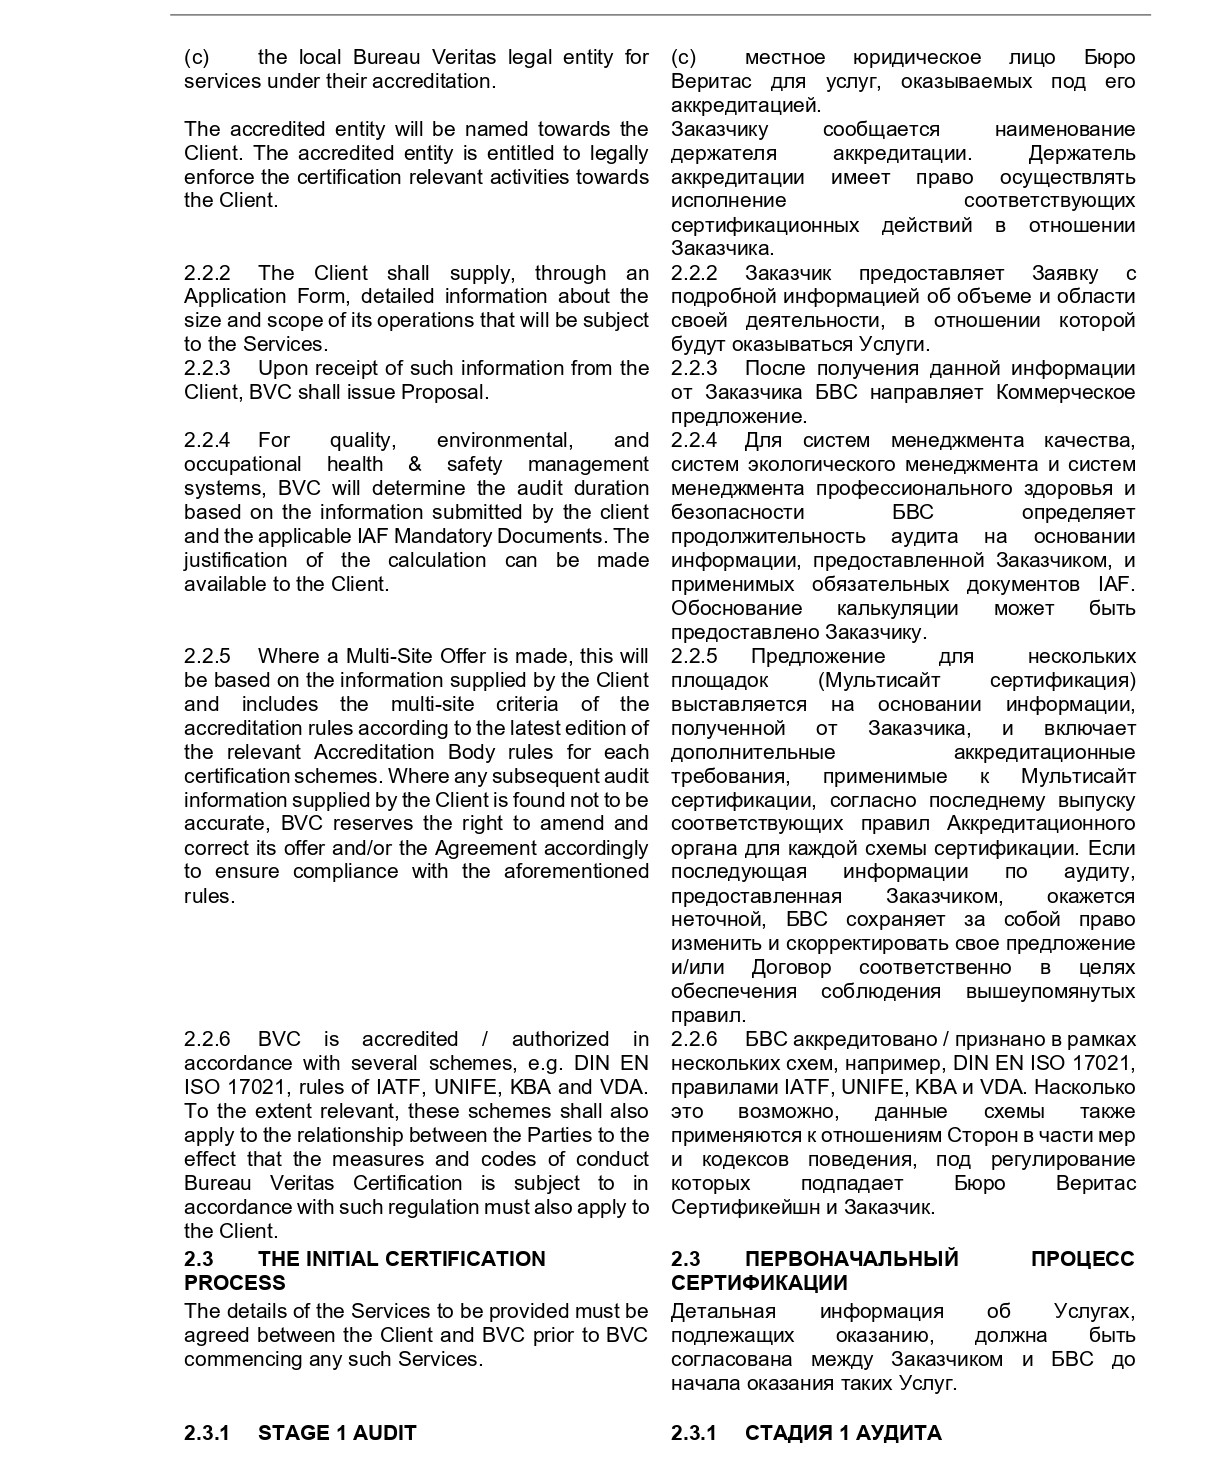 (c) the local Bureau Veritas legal entity for
services under their accreditation.
The accredited entity will be named towards the
Client. The accredited entity is entitled to legally
enforce the certification relevant activities towards
the Client.
(c) местное юридическое лицо Бюро
Веритас для услуг, оказываемых под его
аккредитацией.
Заказчику сообщается наименование
держателя аккредитации. Держатель
аккредитации имеет право осуществлять
исполнение соответствующих
сертификационных действий в отношении
Заказчика.
2.2.2 The Client shall supply, through an
Application Form, detailed information about the
size and scope of its operations that will be subject
to the Services.
2.2.2 Заказчик предоставляет Заявку с
подробной информацией об объеме и области
своей деятельности, в отношении которой
будут оказываться Услуги.
2.2.3 Upon receipt of such information from the
Client, BVC shall issue Proposal.
2.2.3 После получения данной информации
от Заказчика БВС направляет Коммерческое
предложение.
2.2.4 For quality, environmental, and
occupational health & safety management
systems, BVC will determine the audit duration
based on the information submitted by the client
and the applicable IAF Mandatory Documents. The
justification of the calculation can be made
available to the Client.
2.2.4 Для систем менеджмента качества,
систем экологического менеджмента и систем
менеджмента профессионального здоровья и
безопасности БВС определяет
продолжительность аудита на основании
информации, предоставленной Заказчиком, и
применимых обязательных документов IAF.
Обоснование калькуляции может быть
предоставлено Заказчику.
2.2.5 Where a Multi-Site Offer is made, this will
be based on the information supplied by the Client
and includes the multi-site criteria of the
accreditation rules according to the latest edition of
the relevant Accreditation Body rules for each
certification schemes. Where any subsequent audit
information supplied by the Client is found not to be
accurate, BVC reserves the right to amend and
correct its offer and/or the Agreement accordingly
to ensure compliance with the aforementioned
rules.
2.2.5 Предложение для нескольких
площадок (Мультисайт сертификация)
выставляется на основании информации,
полученной от Заказчика, и включает
дополнительные аккредитационные
требования, применимые к Мультисайт
сертификации, согласно последнему выпуску
соответствующих правил Аккредитационного
органа для каждой схемы сертификации. Если
последующая информации по аудиту,
предоставленная Заказчиком, окажется
неточной, БВС сохраняет за собой право
изменить и скорректировать свое предложение
и/или Договор соответственно в целях
обеспечения соблюдения вышеупомянутых
правил.
2.2.6 BVC is accredited / authorized in
accordance with several schemes, e.g. DIN EN
ISO 17021, rules of IATF, UNIFE, KBA and VDA.
To the extent relevant, these schemes shall also
apply to the relationship between the Parties to the
effect that the measures and codes of conduct
Bureau Veritas Certification is subject to in
accordance with such regulation must also apply to
the Client.
2.2.6 БВС аккредитовано / признано в рамках
нескольких схем, например, DIN EN ISO 17021,
правилами IATF, UNIFE, KBA и VDA. Насколько
это возможно, данные схемы также
применяются к отношениям Сторон в части мер
и кодексов поведения, под регулирование
которых подпадает Бюро Веритас
Сертификейшн и Заказчик.
2.3 THE INITIAL CERTIFICATION
PROCESS
2.3 ПЕРВОНАЧАЛЬНЫЙ ПРОЦЕСС
СЕРТИФИКАЦИИ
The details of the Services to be provided must be
agreed between the Client and BVC prior to BVC
commencing any such Services.
Детальная информация об Услугах,
подлежащих оказанию, должна быть
согласована между Заказчиком и БВС до
начала оказания таких Услуг.
2.3.1 STAGE 1 AUDIT
2.3.1 СТАДИЯ 1 АУДИТА